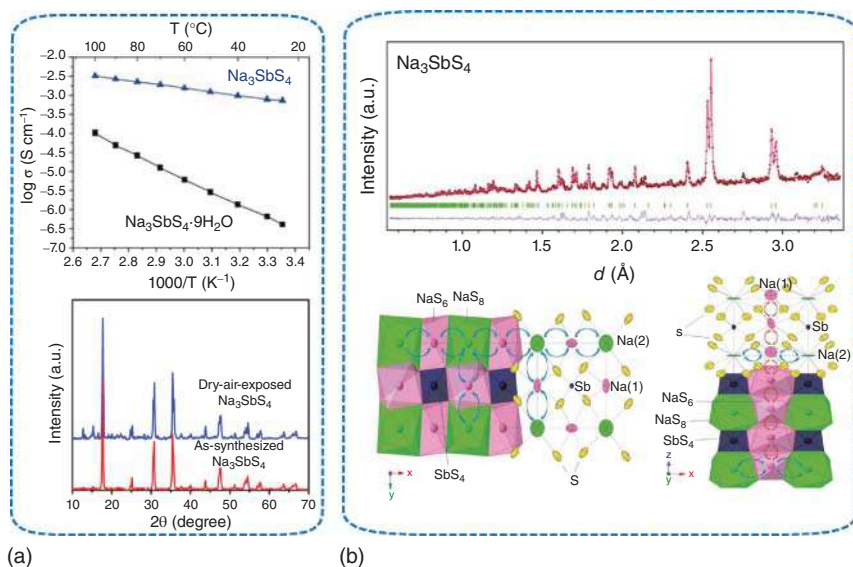 T (°C)
100 80 60 40 20
−2.0
−2.5
−3.0
−3.5
−4.0
−4.5
−5.0
−5.5
−6.0
−6.5
−7.0
log σ (S cm⁻¹)
Na₃SbS₄
Na₃SbS₄·9H₂O
2.6 2.7 2.8 2.9 3.0 3.1 3.2 3.3 3.4
1000/T (K⁻¹)
Intensity (a.u.)
Dry-air-exposed
Na₃SbS₄
As-synthesized
Na₃SbS₄
10 20 30 40 50 60 70
2θ (degree)
(a)
Na₃SbS₄
Intensity (a.u.)
1.0 1.5 2.0 2.5 3.0
d (Å)
NaS₆ NaS₈
Na(2)
Sb Na(1)
S
SbS₄
x
y
Na(1)
Sb
S
Na(2)
NaS₆
NaS₈
SbS₄
z
x
y
(b)